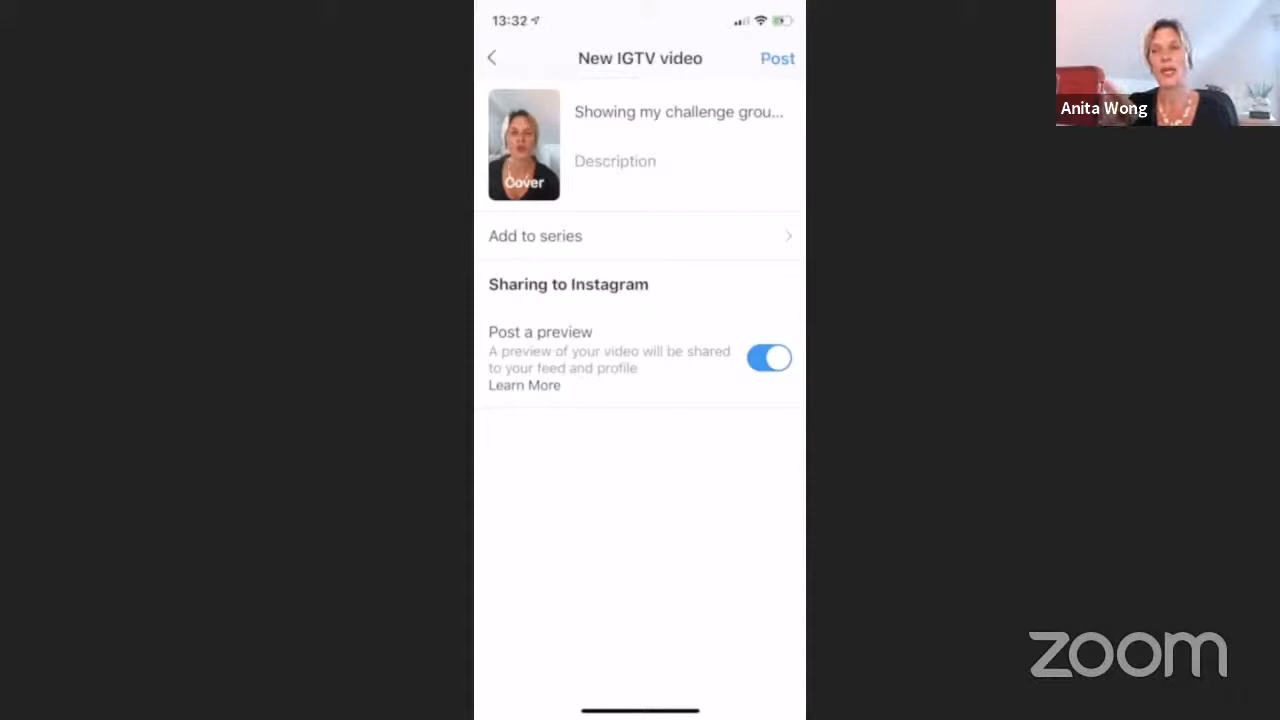 13:32
New IGTV video
Post
Showing my challenge grou...
Description
Cover
Add to series
Sharing to Instagram
Post a preview
A preview of your video will be shared
to your feed and profile
Learn More
Anita Wong
zoom